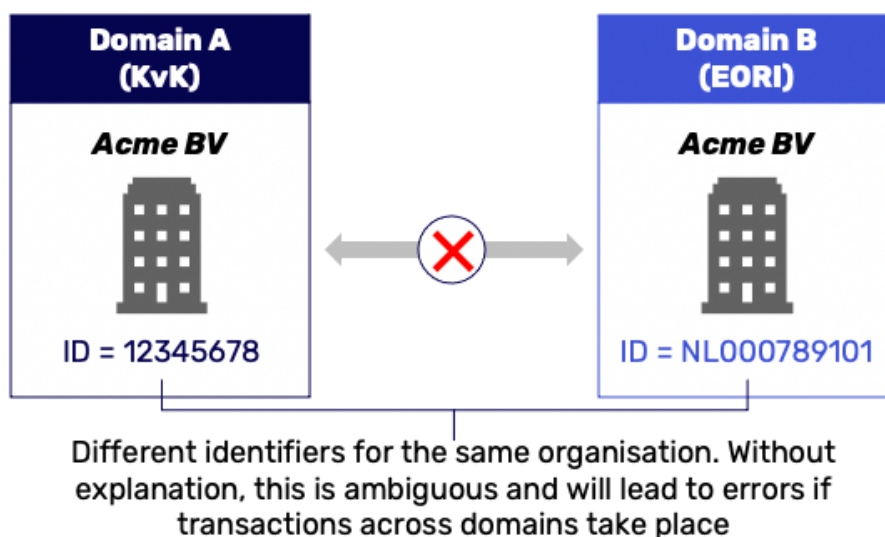 Domain A
(KvK)
Acme BV
ID = 12345678
Domain B
(EORI)
Acme BV
ID = NL000789101
Different identifiers for the same organisation. Without
explanation, this is ambiguous and will lead to errors if
transactions across domains take place